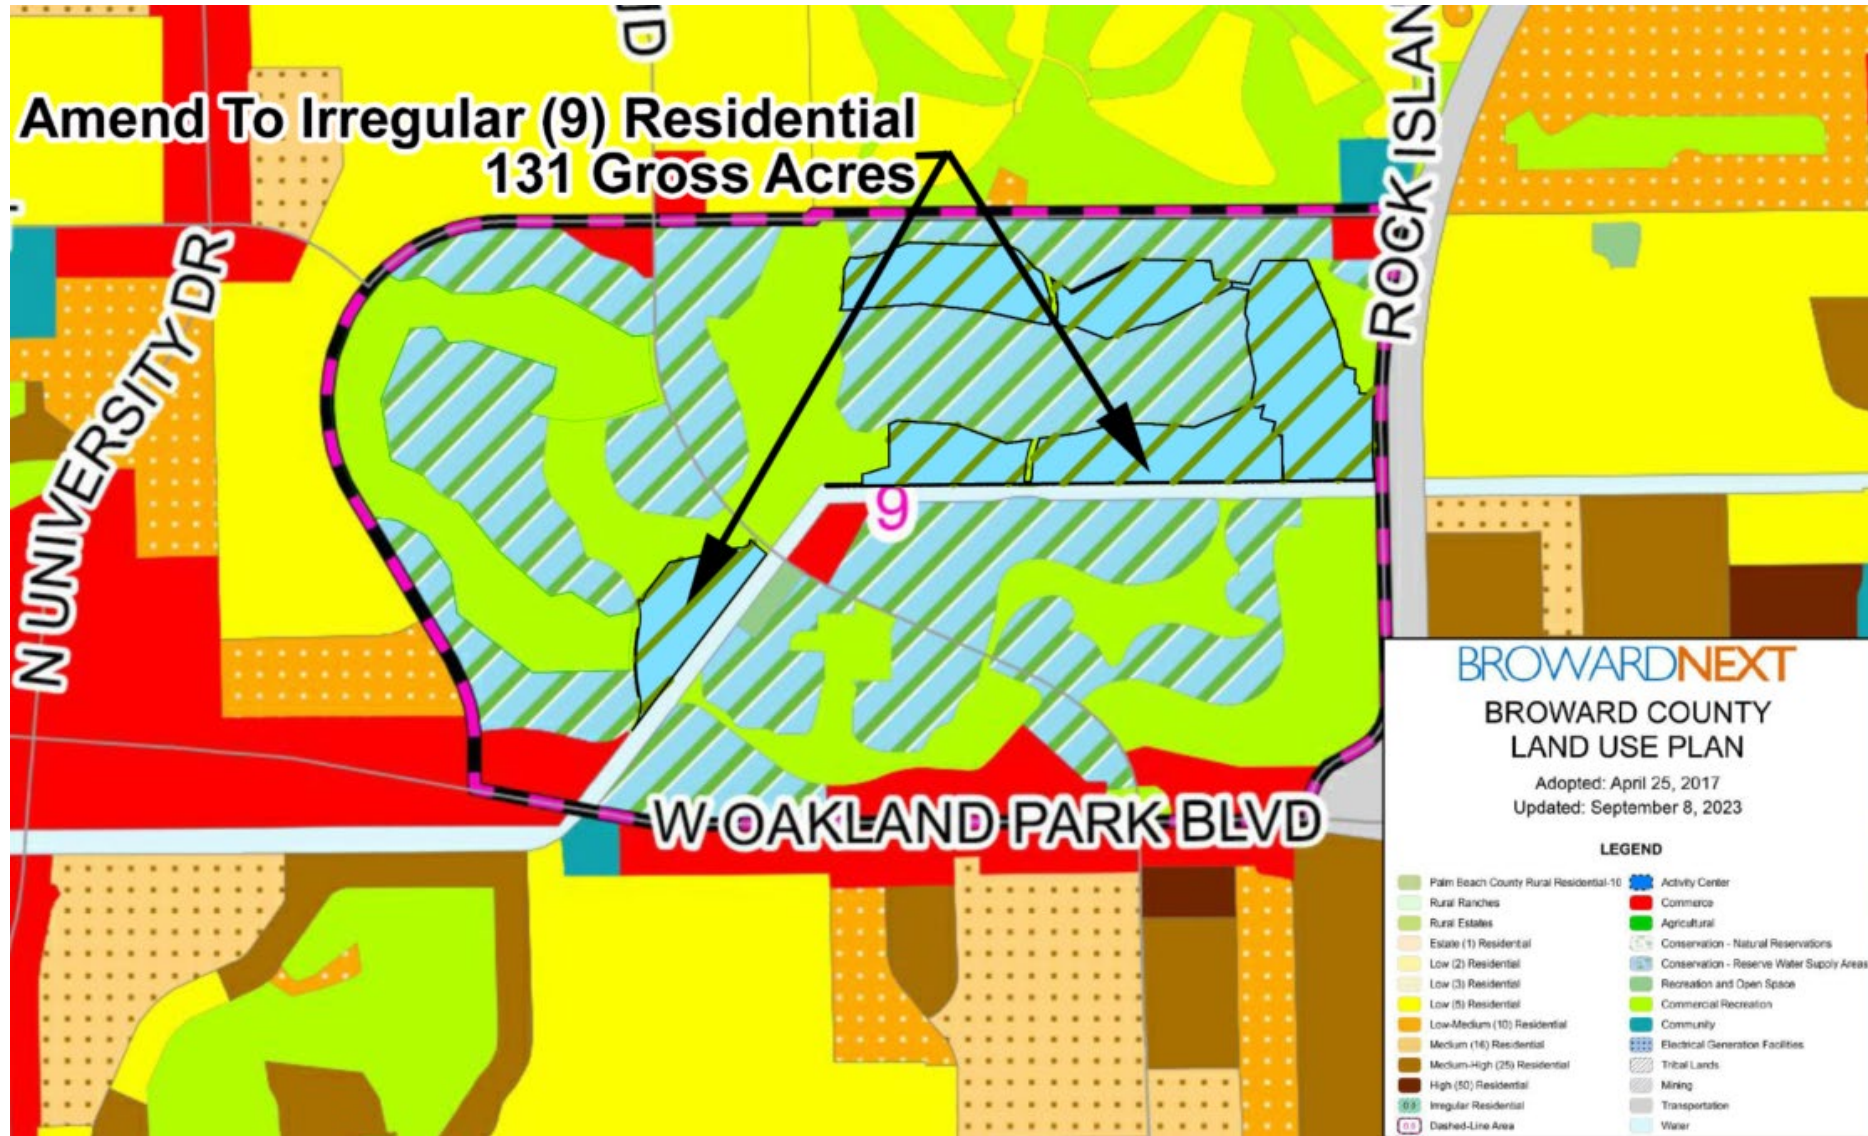 D
ROCK ISLAN
Amend To Irregular (9) Residential
131 Gross Acres
N UNIVERSITY DR
9
W OAKLAND PARK BLVD
BROWARDNEXT
BROWARD COUNTY
LAND USE PLAN
Adopted: April 25, 2017
Updated: September 8, 2023
LEGEND
Palm Beach County Rural Residential-10
Rural Ranches
Rural Estates
Estate (1) Residential
Low (2) Residential
Low (3) Residential
Low (5) Residential
Low-Medium (10) Residential
Medium (16) Residential
Medium-High (25) Residential
High (50) Residential
Irregular Residential
Dashed-Line Area
Activity Center
Commerce
Agricultural
Conservation - Natural Reservations
Conservation - Reserve Water Supply Areas
Recreation and Open Space
Commercial Recreation
Community
Electrical Generation Facilities
Tribal Lands
Mining
Transportation
Water